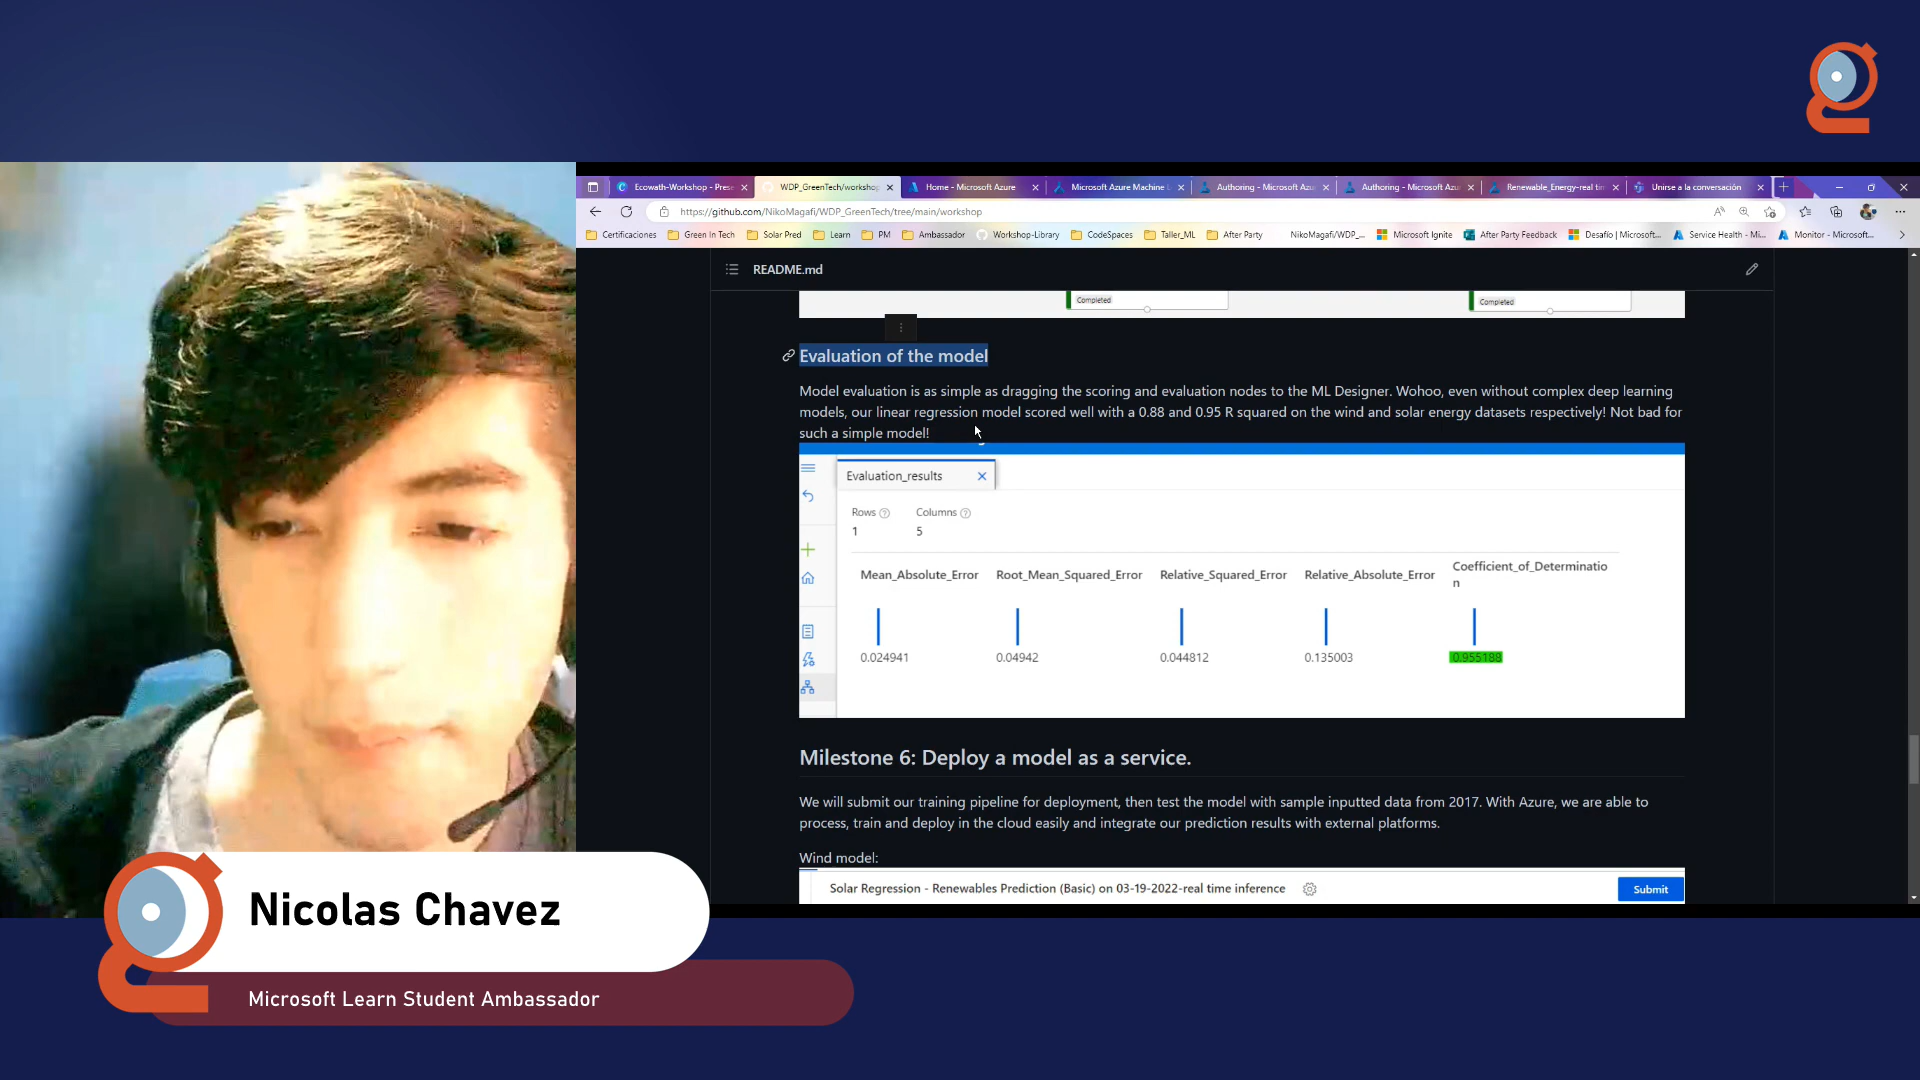 Ecowath-Workshop - Prese
WDP_GreenTech/workshop
Home - Microsoft Azure
Microsoft Azure Machine L
Authoring - Microsoft Azu
Authoring - Microsoft Azu
Renewable_Energy-real tim
Unirse a la conversación
https://github.com/NikoMagafi/WDP_GreenTech/tree/main/workshop
Certificaciones
Green In Tech
Solar Pred
Learn
PM
Ambassador
Workshop-Library
CodeSpaces
Taller_ML
After Party
NikoMagafi/WDP_...
Microsoft Ignite
After Party Feedback
Desafío | Microsoft...
Service Health - Mi...
Monitor - Microsoft...
README.md
Completed
Completed
Evaluation of the model
Model evaluation is as simple as dragging the scoring and evaluation nodes to the ML Designer. Wohoo, even without complex deep learning
models, our linear regression model scored well with a 0.88 and 0.95 R squared on the wind and solar energy datasets respectively! Not bad for
such a simple model!
Evaluation_results
Rows
Columns
1
5
Mean_Absolute_Error
Root_Mean_Squared_Error
Relative_Squared_Error
Relative_Absolute_Error
Coefficient_of_Determinatio
n
0.024941
0.04942
0.044812
0.135003
0.955188
Milestone 6: Deploy a model as a service.
We will submit our training pipeline for deployment, then test the model with sample inputted data from 2017. With Azure, we are able to
process, train and deploy in the cloud easily and integrate our prediction results with external platforms.
Wind model:
Solar Regression - Renewables Prediction (Basic) on 03-19-2022-real time inference
Submit
Nicolas Chavez
Microsoft Learn Student Ambassador